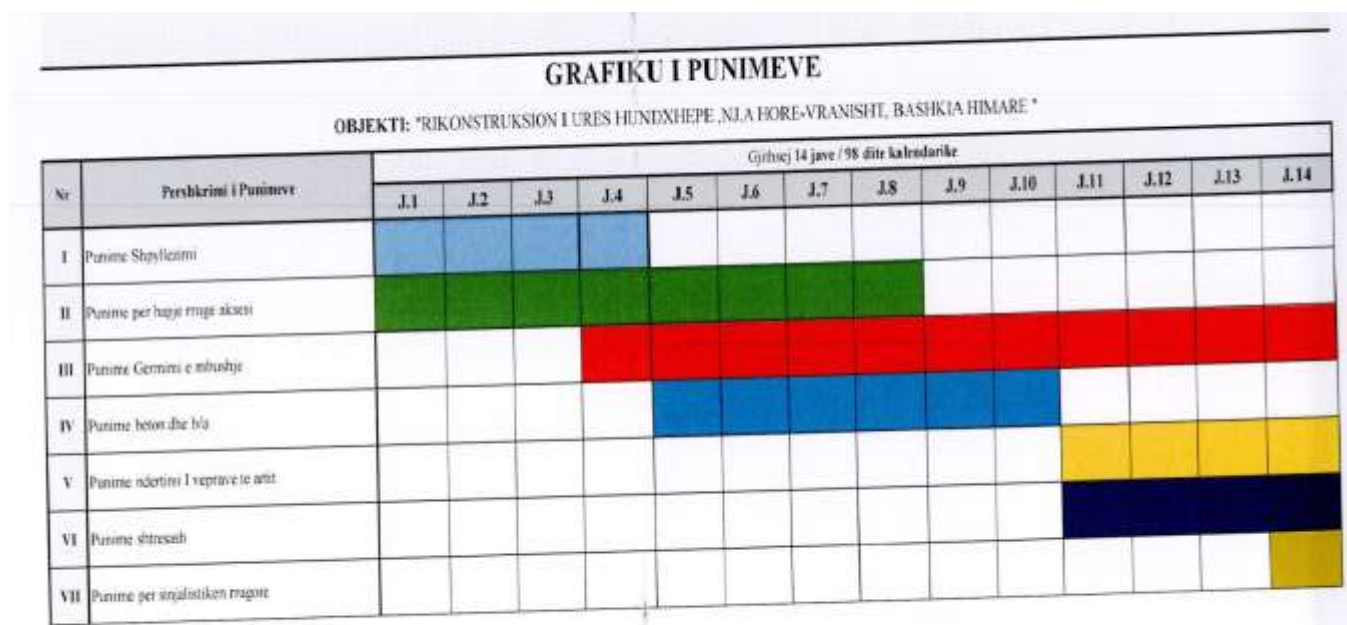 GRAFIKU I PUNIMEVE
OBJEKTI: "RIKONSTRUKSION I URES HUNDXHEPE ,NJ.A HORE-VRANISHT, BASHKIA HIMARE "
Nr Pershkrimi i Punimeve Gjithsej 14 jave / 98 dite kalendarike
J.1 J.2 J.3 J.4 J.5 J.6 J.7 J.8 J.9 J.10 J.11 J.12 J.13 J.14
I Punime Shpyllezimi
II Punime per hapje rruge aksesi
III Punime Germimi e mbushje
IV Punime beton dhe b/a
V Punime ndertimi I veprave te artit
VI Punime shtresash
VII Punime per sinjalistiken rrugore